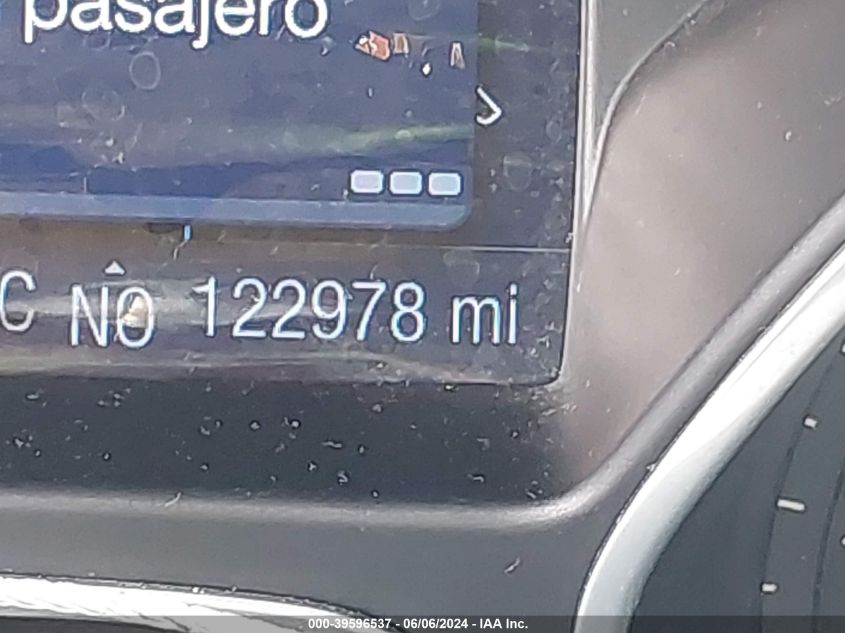 pasajero
C NO 122978 mi
000-39596537 - 06/06/2024 - IAA Inc.